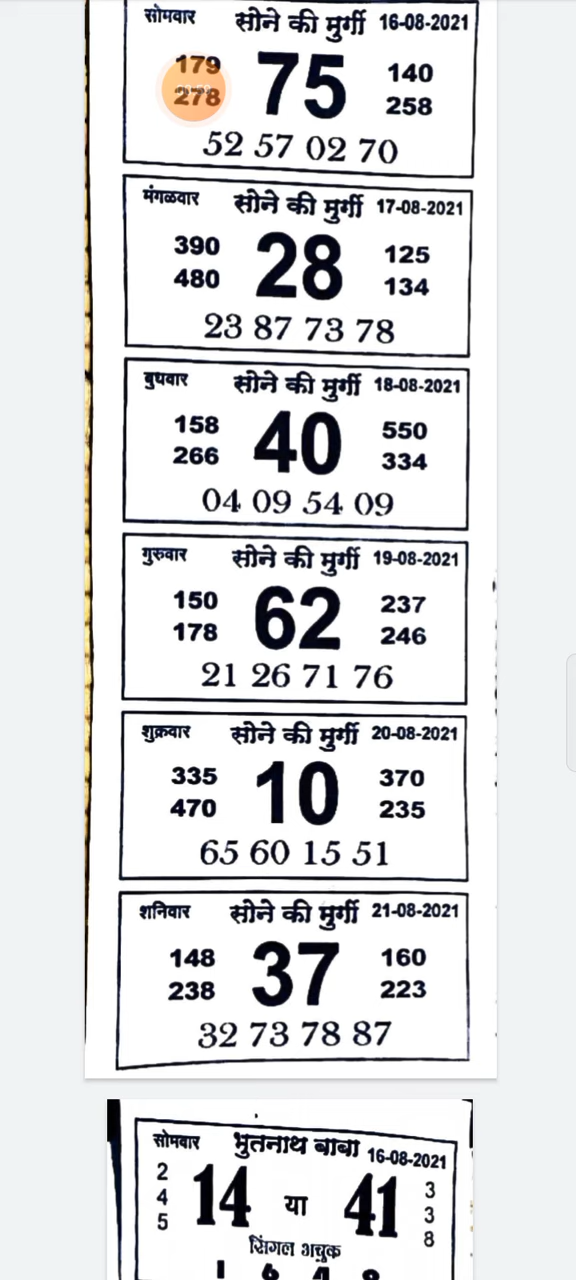 सोमवार सोने की मुर्गी 16-08-2021
179 75 140
278 258
52 57 02 70
मंगळवार सोने की मुर्गी 17-08-2021
390 28 125
480 134
23 87 73 78
बुधवार सोने की मुर्गी 18-08-2021
158 40 550
266 334
04 09 54 09
गुरुवार सोने की मुर्गी 19-08-2021
150 62 237
178 246
21 26 71 76
शुक्रवार सोने की मुर्गी 20-08-2021
335 10 370
470 235
65 60 15 51
शनिवार सोने की मुर्गी 21-08-2021
148 37 160
238 223
32 73 78 87
सोमवार भुतनाथ बाबा 16-08-2021
2 3
4 14 या 41 3
5 8
सिंगल अचुक